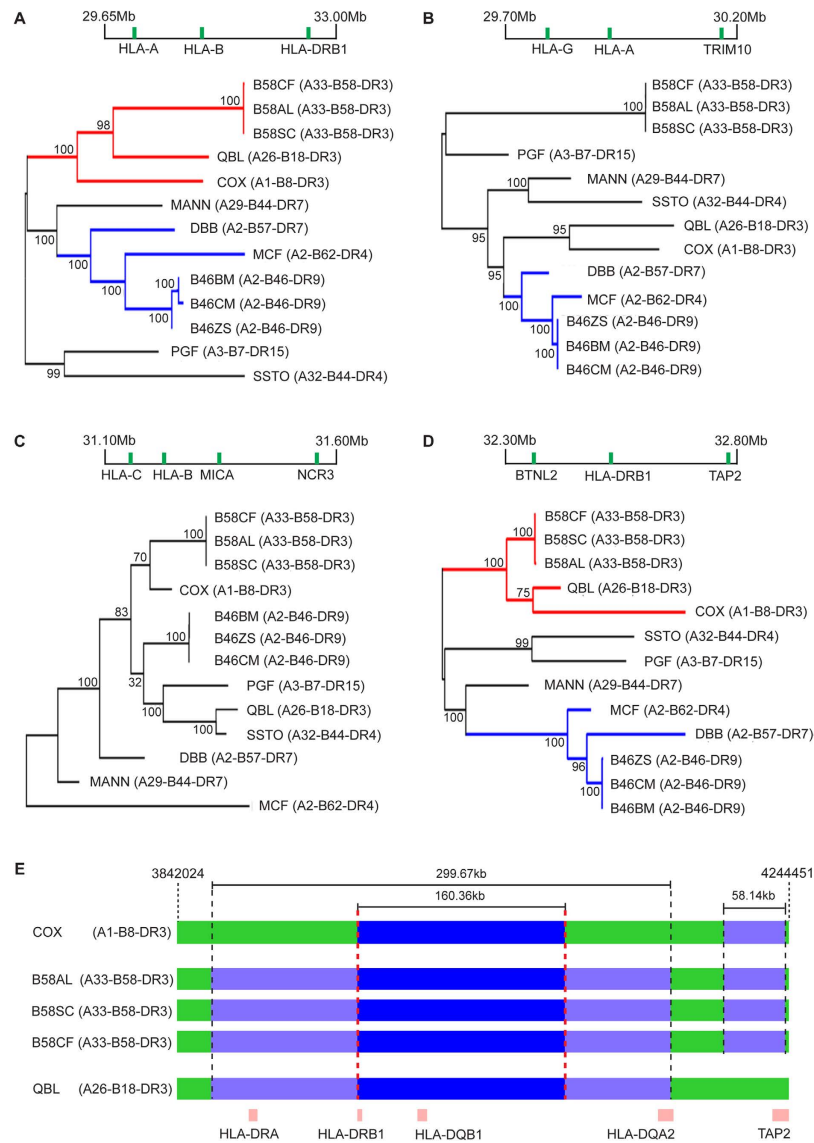 A
29.65Mb 33.00Mb
HLA-A HLA-B HLA-DRB1
100 B58CF (A33-B58-DR3)
B58AL (A33-B58-DR3)
B58SC (A33-B58-DR3)
98
100 QBL (A26-B18-DR3)
COX (A1-B8-DR3)
MANN (A29-B44-DR7)
100 DBB (A2-B57-DR7)
100 MCF (A2-B62-DR4)
100 100 B46BM (A2-B46-DR9)
B46CM (A2-B46-DR9)
100 B46ZS (A2-B46-DR9)
PGF (A3-B7-DR15)
99 SSTO (A32-B44-DR4)
B
29.70Mb 30.20Mb
HLA-G HLA-A TRIM10
B58CF (A33-B58-DR3)
100 B58AL (A33-B58-DR3)
B58SC (A33-B58-DR3)
PGF (A3-B7-DR15)
100 MANN (A29-B44-DR7)
SSTO (A32-B44-DR4)
95 95 QBL (A26-B18-DR3)
COX (A1-B8-DR3)
95 DBB (A2-B57-DR7)
100 MCF (A2-B62-DR4)
100 B46ZS (A2-B46-DR9)
100 B46BM (A2-B46-DR9)
B46CM (A2-B46-DR9)
C
31.10Mb 31.60Mb
HLA-C HLA-B MICA NCR3
B58CF (A33-B58-DR3)
100 B58AL (A33-B58-DR3)
70 B58SC (A33-B58-DR3)
COX (A1-B8-DR3)
83 B46BM (A2-B46-DR9)
100 B46ZS (A2-B46-DR9)
B46CM (A2-B46-DR9)
100 32 PGF (A3-B7-DR15)
100 QBL (A26-B18-DR3)
100 SSTO (A32-B44-DR4)
DBB (A2-B57-DR7)
MANN (A29-B44-DR7)
MCF (A2-B62-DR4)
D
32.30Mb 32.80Mb
BTNL2 HLA-DRB1 TAP2
B58CF (A33-B58-DR3)
100 B58SC (A33-B58-DR3)
100 B58AL (A33-B58-DR3)
75 QBL (A26-B18-DR3)
COX (A1-B8-DR3)
99 SSTO (A32-B44-DR4)
PGF (A3-B7-DR15)
MANN (A29-B44-DR7)
100 MCF (A2-B62-DR4)
100 DBB (A2-B57-DR7)
96 B46ZS (A2-B46-DR9)
100 B46CM (A2-B46-DR9)
B46BM (A2-B46-DR9)
E
3842024 299.67kb 4244451
160.36kb 58.14kb
COX (A1-B8-DR3)
B58AL (A33-B58-DR3)
B58SC (A33-B58-DR3)
B58CF (A33-B58-DR3)
QBL (A26-B18-DR3)
HLA-DRA HLA-DRB1 HLA-DQB1 HLA-DQA2 TAP2